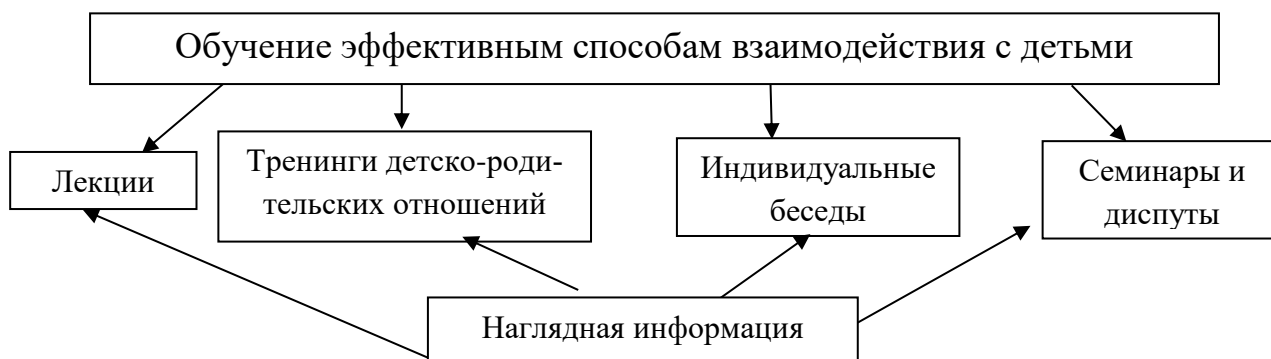 Обучение эффективным способам взаимодействия с детьми
Лекции
Тренинги детско-роди-
тельских отношений
Индивидуальные
беседы
Семинары и
диспуты
Наглядная информация